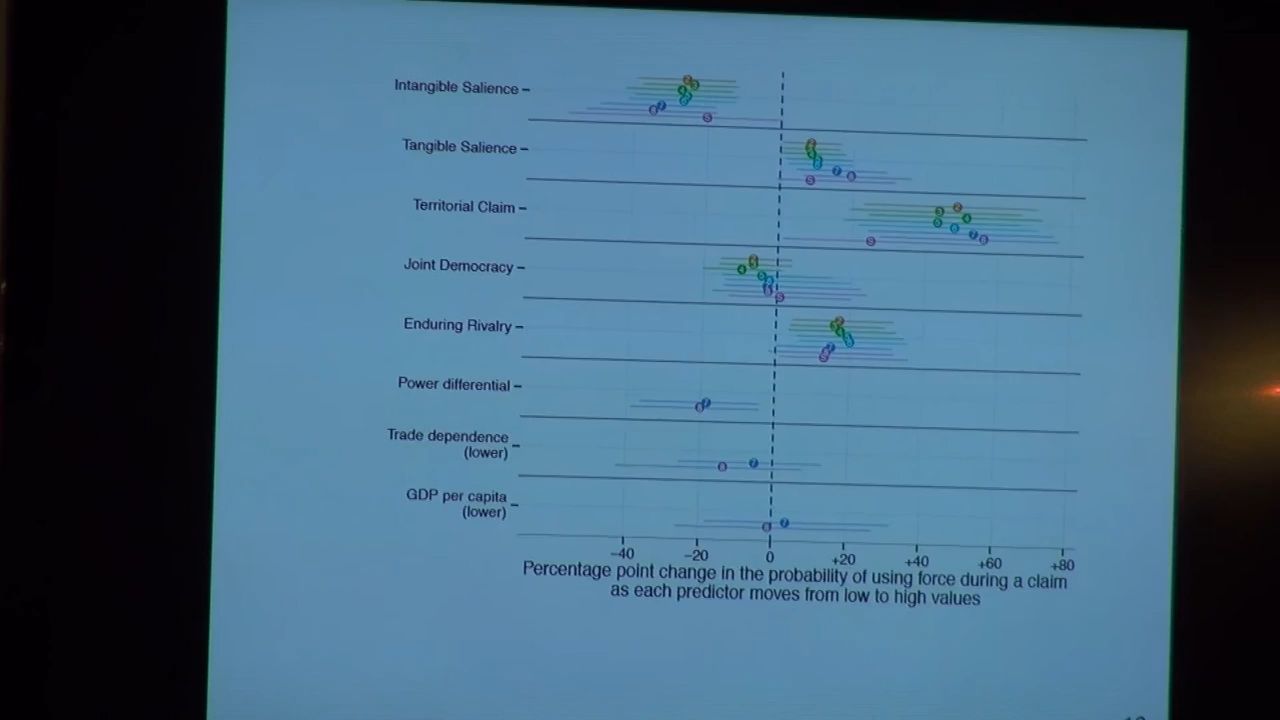 Intangible Salience
Tangible Salience
Territorial Claim
Joint Democracy
Enduring Rivalry
Power differential
Trade dependence
(lower)
GDP per capita
(lower)
−40 −20 0 +20 +40 +60 +80
Percentage point change in the probability of using force during a claim
as each predictor moves from low to high values